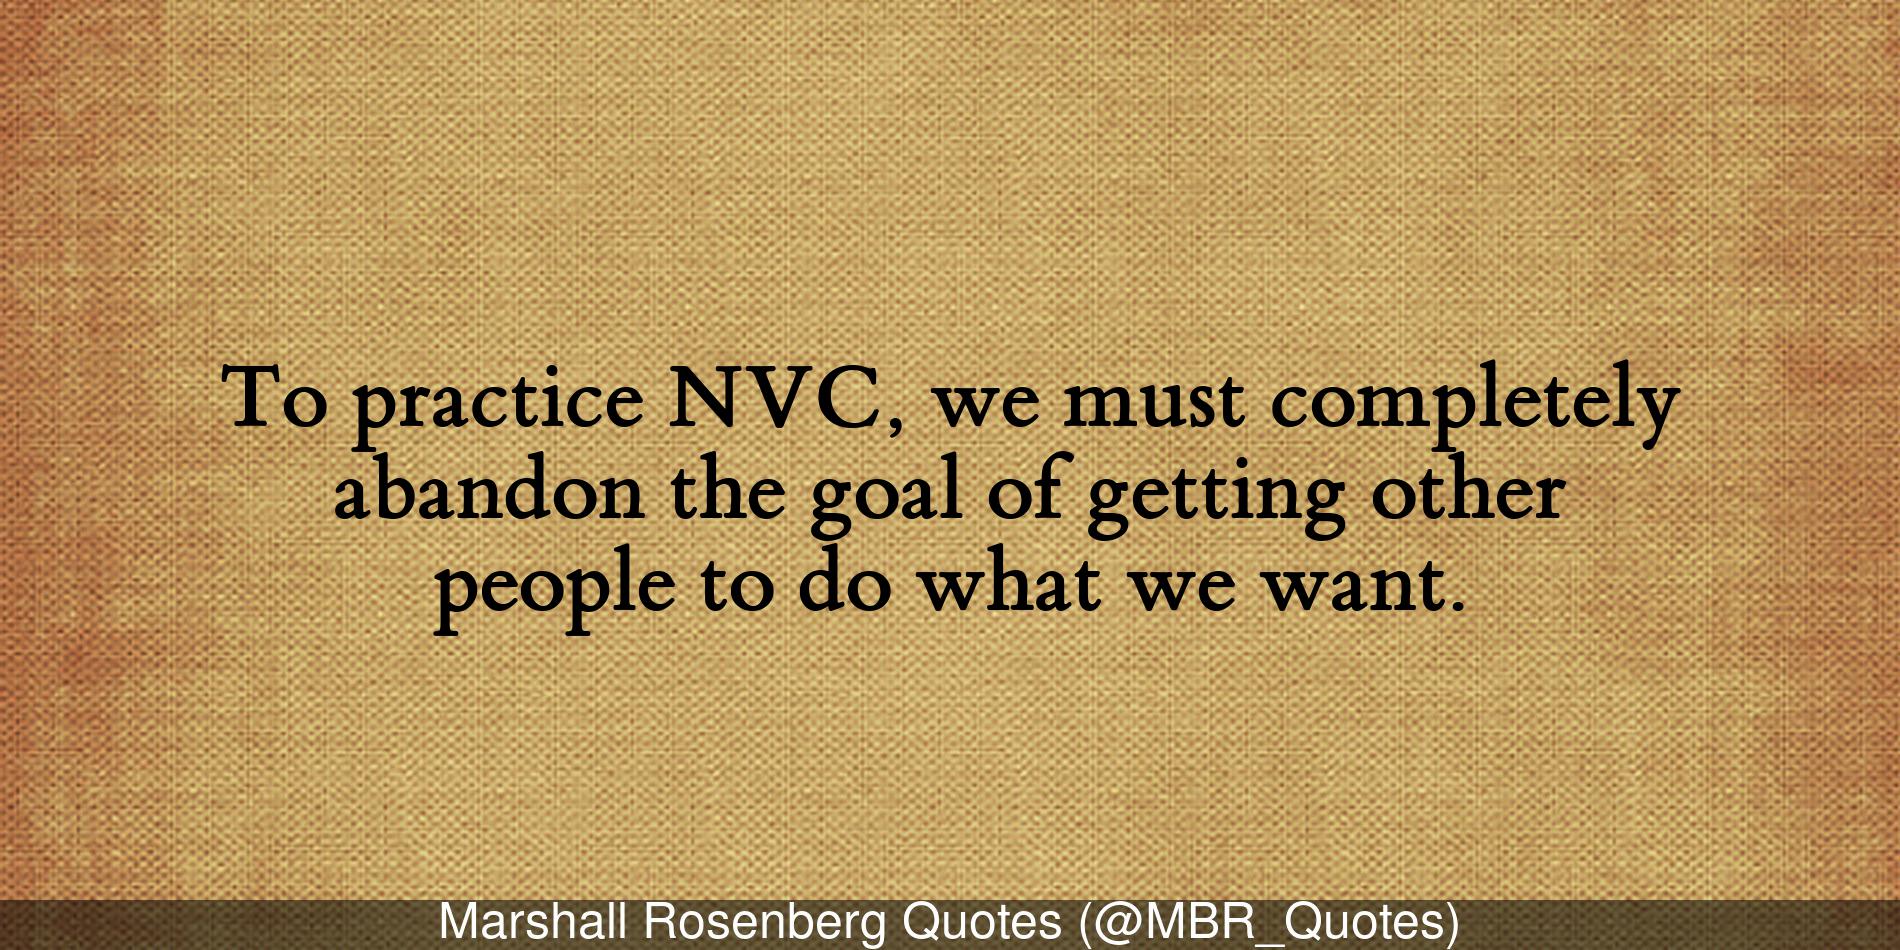 To practice NVC, we must completely
abandon the goal of getting other
people to do what we want.
Marshall Rosenberg Quotes (@MBR_Quotes)